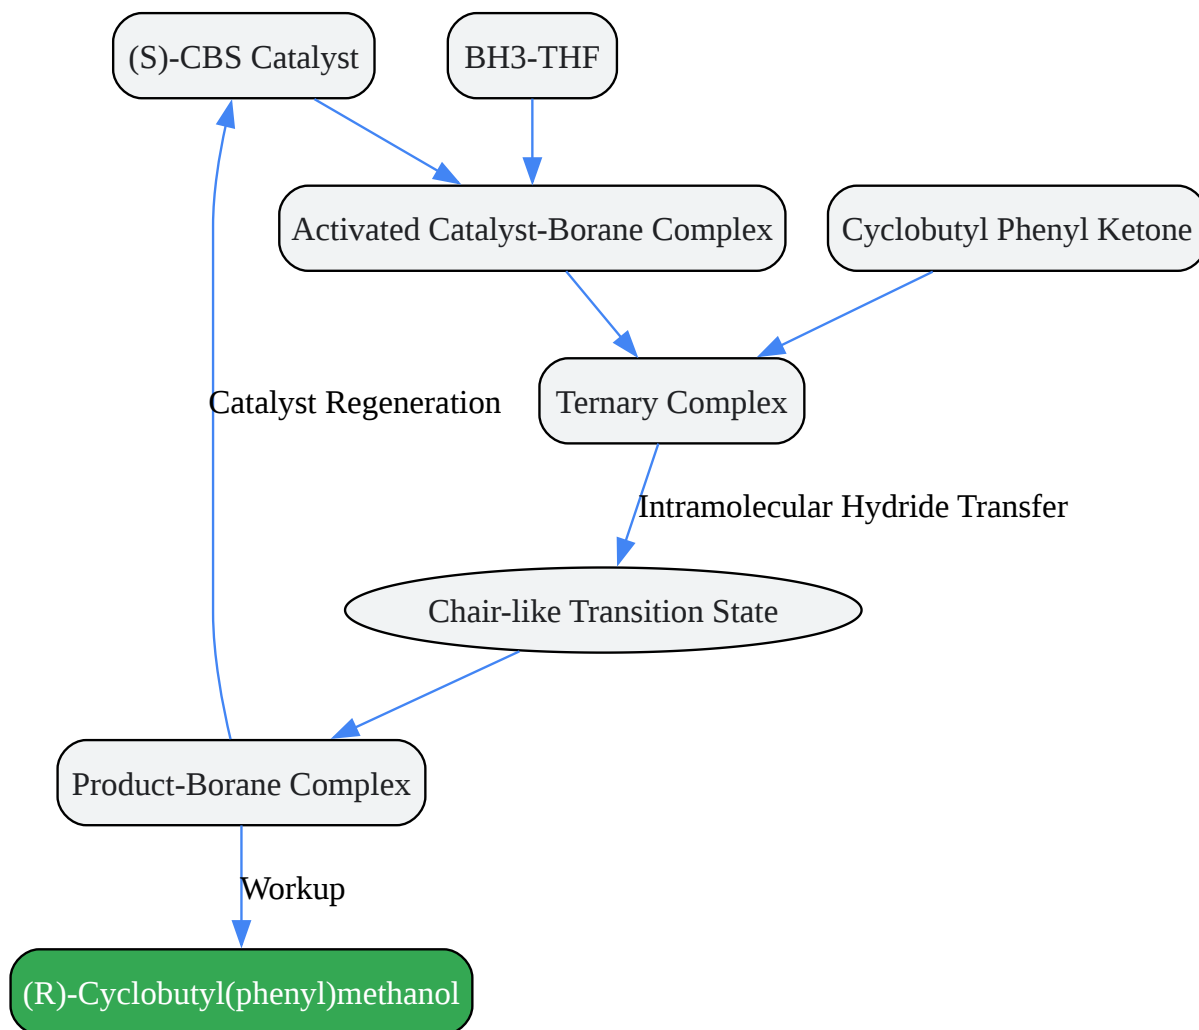 (S)-CBS Catalyst
BH3-THF
Activated Catalyst-Borane Complex
Cyclobutyl Phenyl Ketone
Ternary Complex
Catalyst Regeneration
Intramolecular Hydride Transfer
Chair-like Transition State
Product-Borane Complex
Workup
(R)-Cyclobutyl(phenyl)methanol